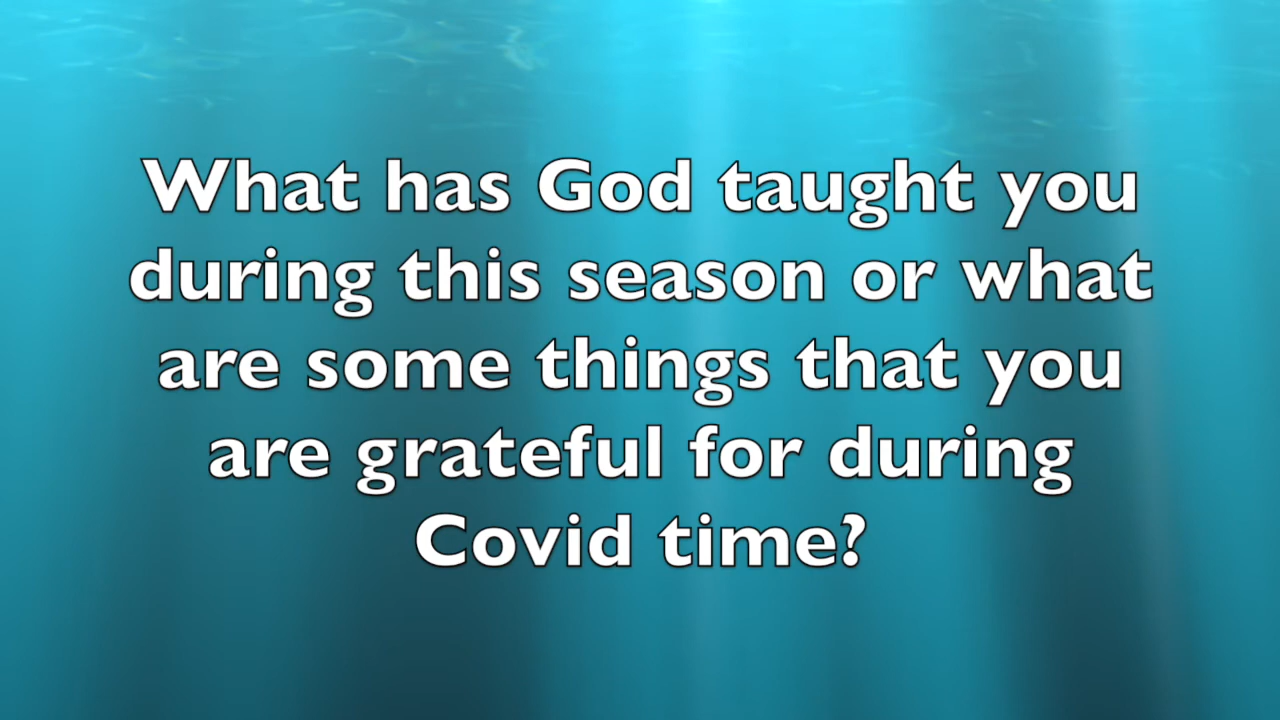 What has God taught you
during this season or what
are some things that you
are grateful for during
Covid time?